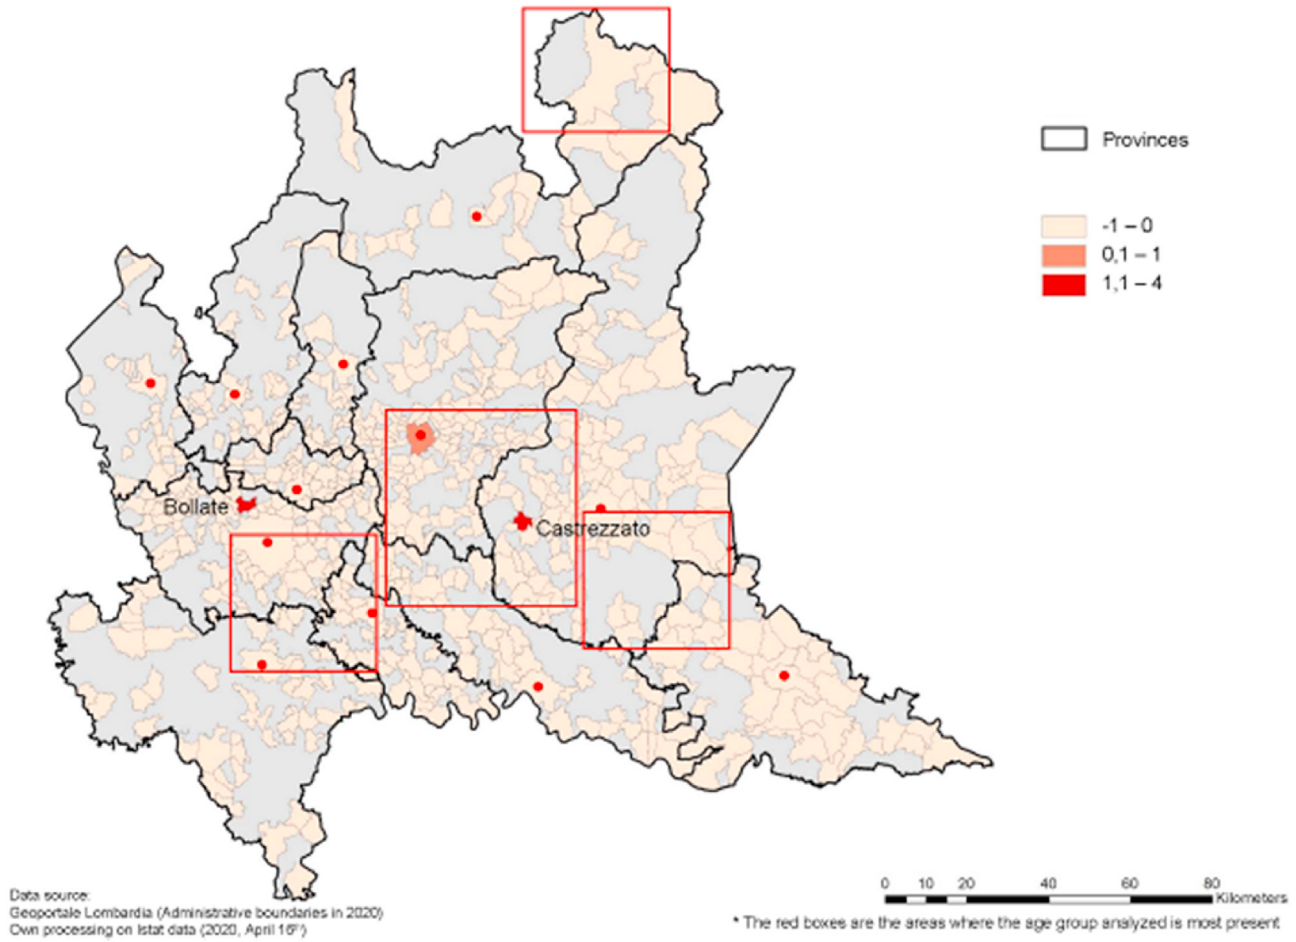 Provinces
-1 – 0
0,1 – 1
1,1 – 4
Bollate
Castrezzato
0 10 20 40 60 80
Kilometers
Data source:
Geoportale Lombardia (Administrative boundaries in 2020)
Own processing on Istat data (2020, April 16th)
* The red boxes are the areas where the age group analyzed is most present